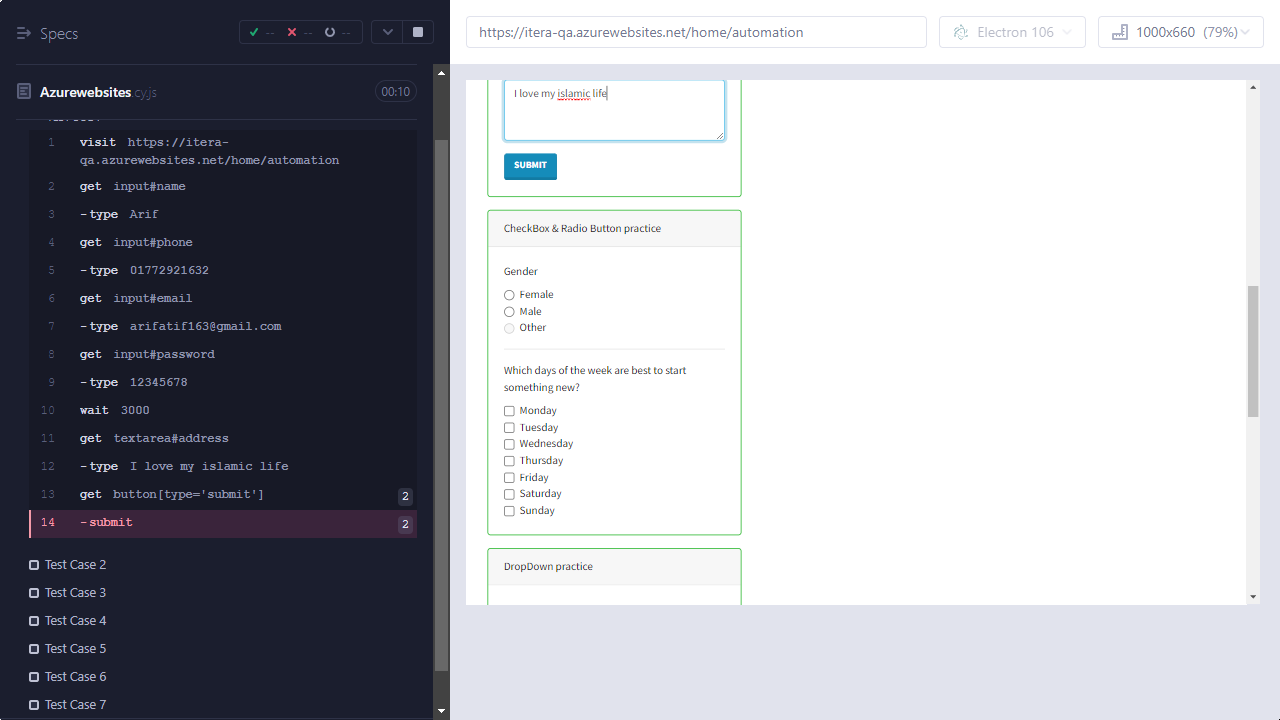 Specs
-- -- --
https://itera-qa.azurewebsites.net/home/automation
Electron 106
1000x660 (79%)
Azurewebsites.cy.js
00:10
1 visit https://itera-
qa.azurewebsites.net/home/automation
2 get input#name
3 -type Arif
4 get input#phone
5 -type 01772921632
6 get input#email
7 -type arifatif163@gmail.com
8 get input#password
9 -type 12345678
10 wait 3000
11 get textarea#address
12 -type I love my islamic life
13 get button[type='submit'] 2
14 -submit 2
Test Case 2
Test Case 3
Test Case 4
Test Case 5
Test Case 6
Test Case 7
I love my islamic life
SUBMIT
CheckBox & Radio Button practice
Gender
Female
Male
Other
Which days of the week are best to start
something new?
Monday
Tuesday
Wednesday
Thursday
Friday
Saturday
Sunday
DropDown practice